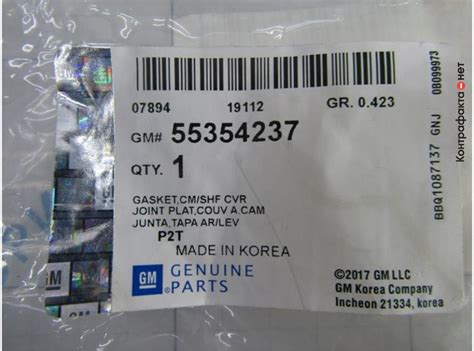 07894 19112 GR. 0.423
GM# 55354237
QTY. 1
GASKET,CM/SHF CVR
JOINT PLAT,COUV A.CAM
JUNTA,TAPA AR/LEV
P2T
MADE IN KOREA
GM GENUINE
PARTS
©2017 GM LLC
GM Korea Company
Incheon 21334, korea
BBQ1087137 GNJ 0B099973
Контрафакта нет